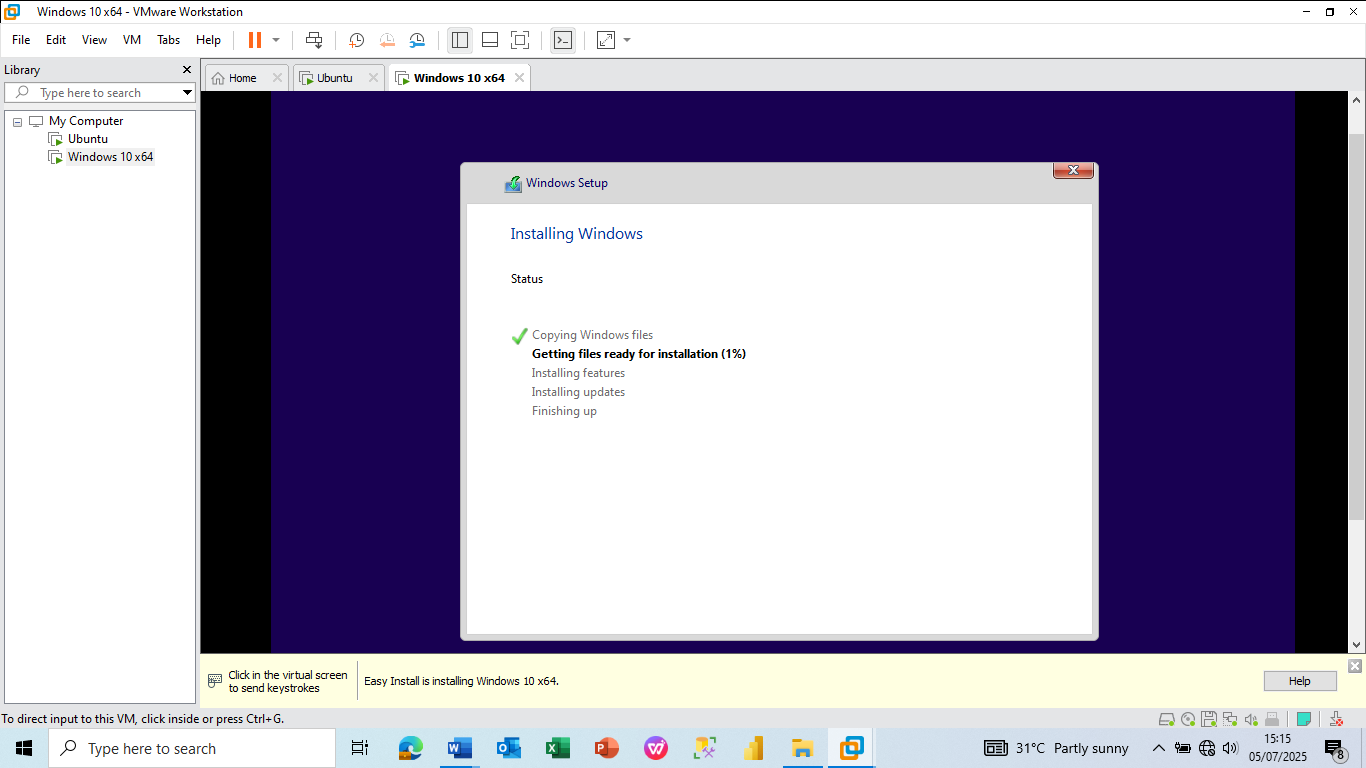 Windows 10 x64 - VMware Workstation
File Edit View VM Tabs Help
Library
Type here to search
My Computer
Ubuntu
Windows 10 x64
Home
Ubuntu
Windows 10 x64
Windows Setup
Installing Windows
Status
Copying Windows files
Getting files ready for installation (1%)
Installing features
Installing updates
Finishing up
Click in the virtual screen
to send keystrokes
Easy Install is installing Windows 10 x64.
Help
To direct input to this VM, click inside or press Ctrl+G.
Type here to search
31°C Partly sunny
15:15
05/07/2025
8